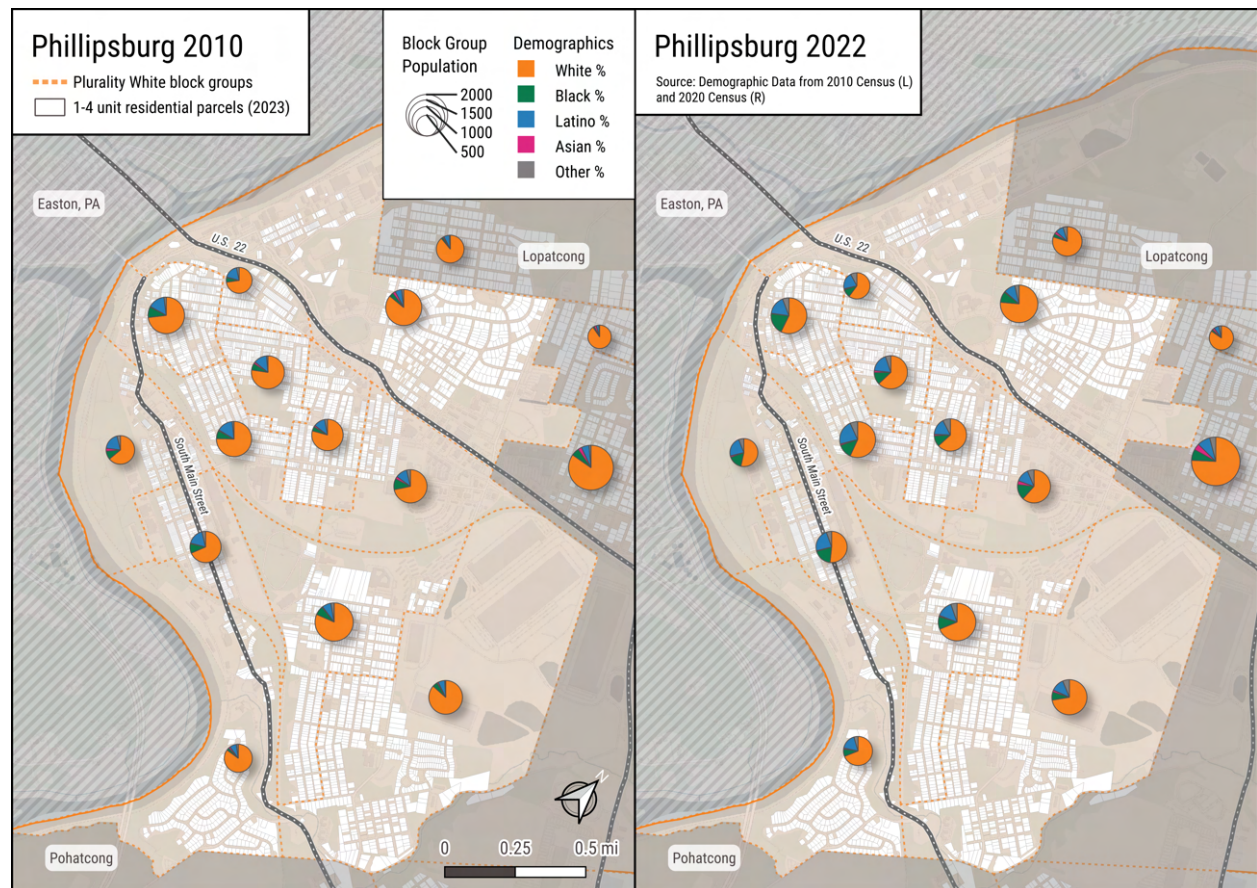 Phillipsburg 2010
Plurality White block groups
1-4 unit residential parcels (2023)
Block Group
Population
2000
1500
1000
500
Demographics
White %
Black %
Latino %
Asian %
Other %
Easton, PA
U.S. 22
Lopatcong
South Main Street
Pohatcong
N
0 0.25 0.5 mi
Phillipsburg 2022
Source: Demographic Data from 2010 Census (L)
and 2020 Census (R)
Easton, PA
U.S. 22
Lopatcong
South Main Street
Pohatcong